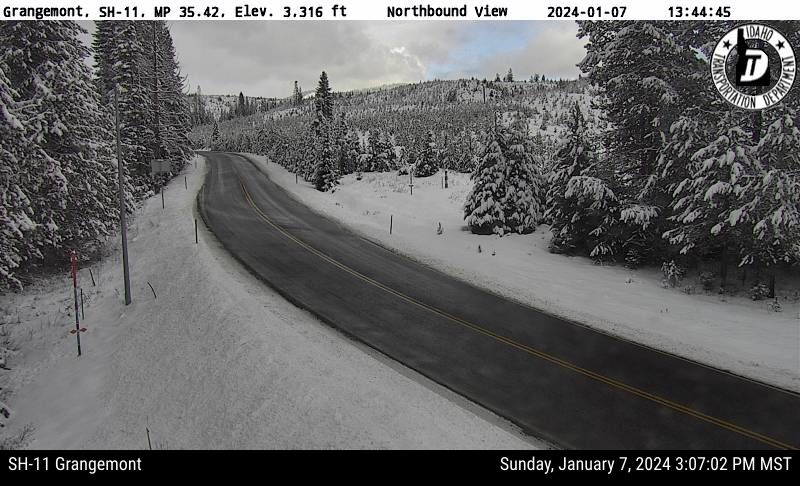 Grangemont, SH-11, MP 35.42, Elev. 3,316 ft Northbound View 2024-01-07 13:44:45
IDAHO
TRANSPORTATION DEPARTMENT
SH-11 Grangemont Sunday, January 7, 2024 3:07:02 PM MST